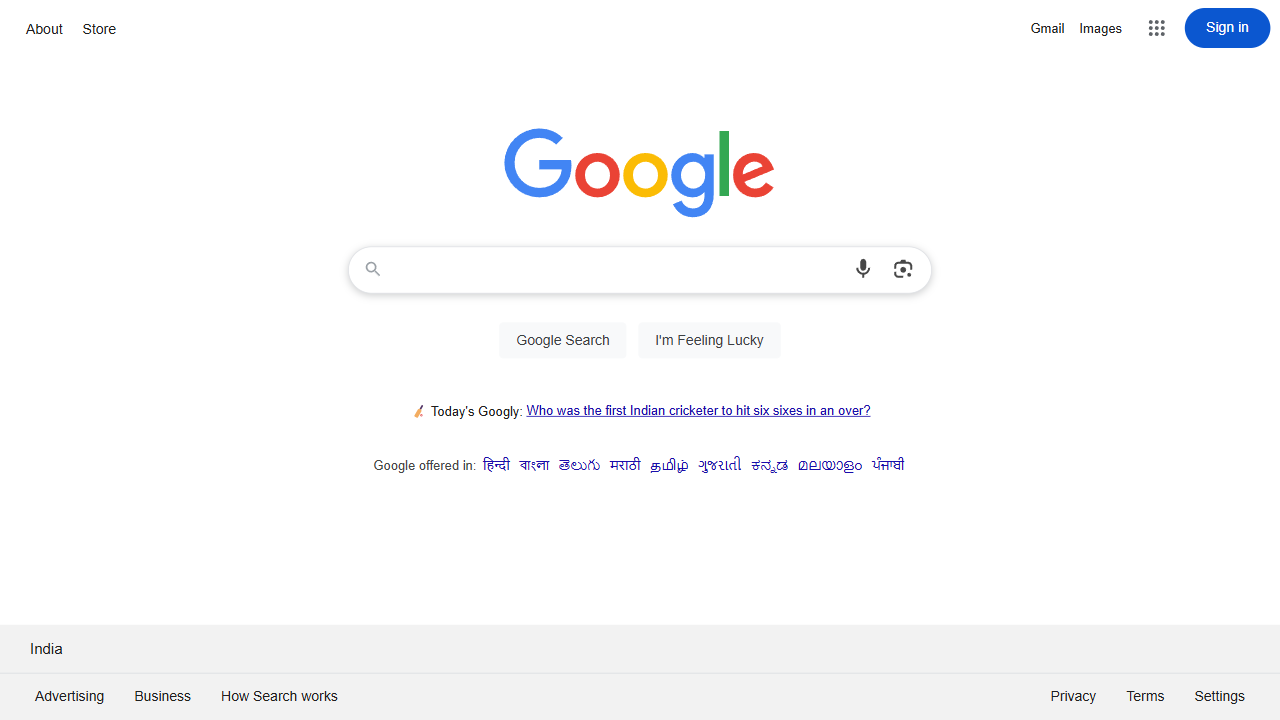 About Store Gmail Images Sign in
Google
Google Search I'm Feeling Lucky
Today's Googly: Who was the first Indian cricketer to hit six sixes in an over?
Google offered in: हिन्दी বাংলা తెలుగు मराठी தமிழ் ગુજરાતી ಕನ್ನಡ മലയാളം ਪੰਜਾਬੀ
India
Advertising Business How Search works Privacy Terms Settings